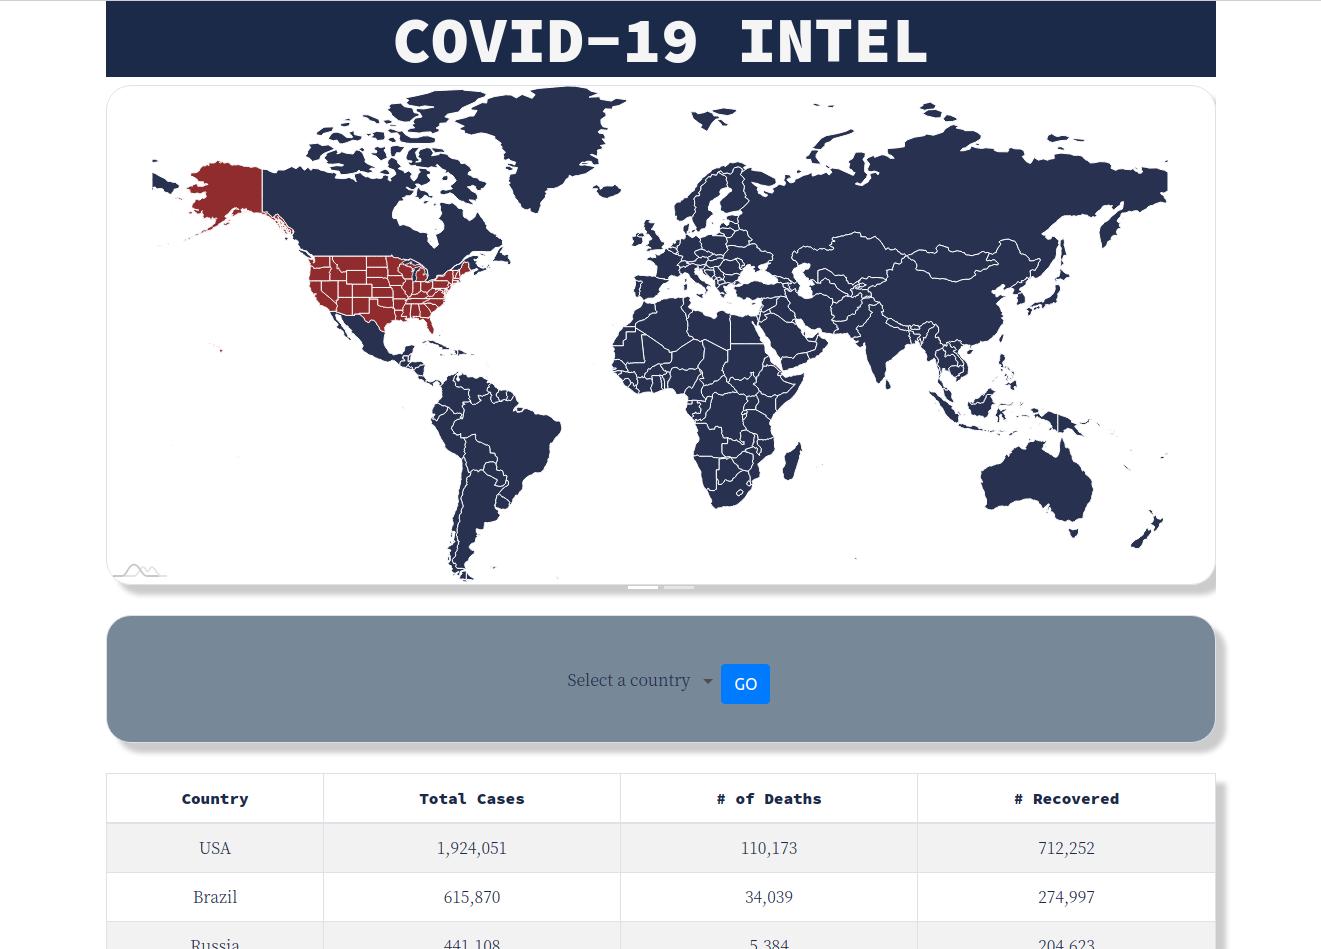 COVID-19 INTEL
Select a country GO
Country Total Cases # of Deaths # Recovered
USA 1,924,051 110,173 712,252
Brazil 615,870 34,039 274,997
Russia 441,108 5,384 204,623